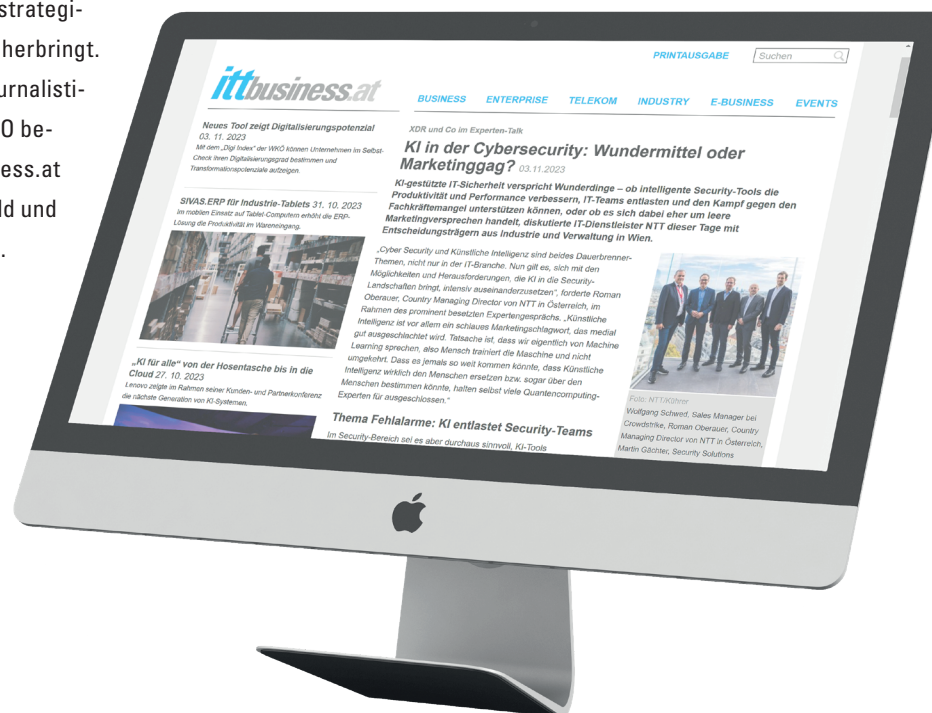 strategi-
herbringt.
urnalisti-
O be-
ess.at
ld und
.
PRINTAUSGABE
Suchen
ittbusiness.at
BUSINESS ENTERPRISE TELEKOM INDUSTRY E-BUSINESS EVENTS
Neues Tool zeigt Digitalisierungspotenzial
03. 11. 2023
Mit dem „Digi Index“ der WKÖ können Unternehmen im Selbst-
Check ihren Digitalisierungsgrad bestimmen und
Transformationspotenziale aufzeigen.
SIVAS.ERP für Industrie-Tablets 31. 10. 2023
Im mobilen Einsatz auf Tablet-Computern erhöht die ERP-
Lösung die Produktivität im Wareneingang.
„KI für alle“ von der Hosentasche bis in die
Cloud 27. 10. 2023
Lenovo zeigte im Rahmen seiner Kunden- und Partnerkonferenz
die nächste Generation von KI-Systemen.
XDR und Co im Experten-Talk
KI in der Cybersecurity: Wundermittel oder
Marketinggag? 03.11.2023
KI-gestützte IT-Sicherheit verspricht Wunderdinge – ob intelligente Security-Tools die
Produktivität und Performance verbessern, IT-Teams entlasten und den Kampf gegen den
Fachkräftemangel unterstützen können, oder ob es sich dabei eher um leere
Marketingversprechen handelt, diskutierte IT-Dienstleister NTT dieser Tage mit
Entscheidungsträgern aus Industrie und Verwaltung in Wien.
„Cyber Security und Künstliche Intelligenz sind beides Dauerbrenner-
Themen, nicht nur in der IT-Branche. Nun gilt es, sich mit den
Möglichkeiten und Herausforderungen, die KI in die Security-
Landschaften bringt, intensiv auseinanderzusetzen“, forderte Roman
Oberauer, Country Managing Director von NTT in Österreich, im
Rahmen des prominent besetzten Expertengesprächs. „Künstliche
Intelligenz ist vor allem ein schlaues Marketingschlagwort, das medial
gut ausgeschlachtet wird. Tatsache ist, dass wir eigentlich von Machine
Learning sprechen, also Mensch trainiert die Maschine und nicht
umgekehrt. Dass es jemals so weit kommen könnte, dass Künstliche
Intelligenz wirklich den Menschen ersetzen bzw. sogar über den
Menschen bestimmen könnte, halten selbst viele Quantencomputing-
Experten für ausgeschlossen.“
Thema Fehlalarme: KI entlastet Security-Teams
Im Security-Bereich sei es aber durchaus sinnvoll, KI-Tools
Foto: NTT/Küfner
Wolfgang Schwed, Sales Manager bei
Crowdstrike, Roman Oberauer, Country
Managing Director von NTT in Österreich,
Martin Gächter, Security Solutions